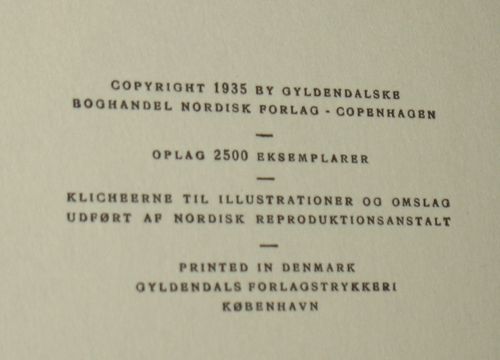 COPYRIGHT 1935 BY GYLDENDALSKE
BOGHANDEL NORDISK FORLAG - COPENHAGEN
OPLAG 2500 EKSEMPLARER
KLICHEERNE TIL ILLUSTRATIONER OG OMSLAG
UDFØRT AF NORDISK REPRODUKTIONSANSTALT
PRINTED IN DENMARK
GYLDENDALS FORLAGSTRYKKERI
KØBENHAVN